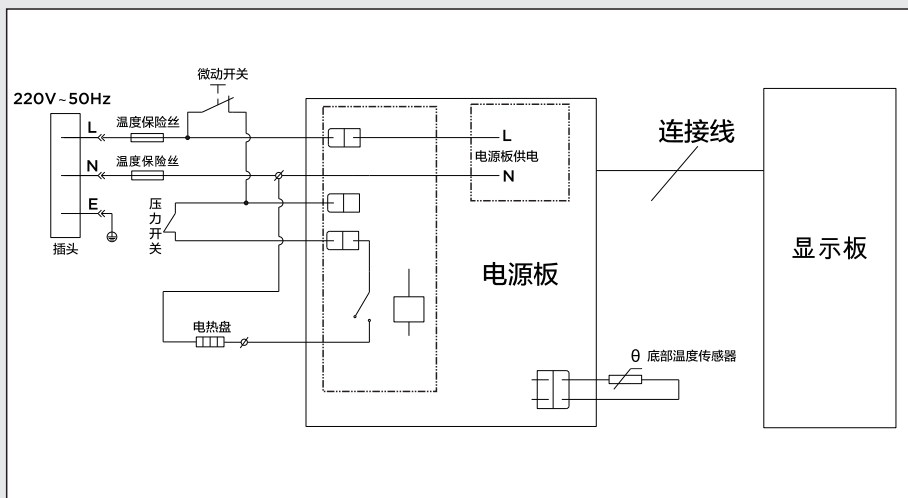 微动开关
220V~50Hz
L
温度保险丝
N
温度保险丝
E
插头
压力开关
L
电源板供电
N
连接线
电源板
显示板
电热盘
θ 底部温度传感器